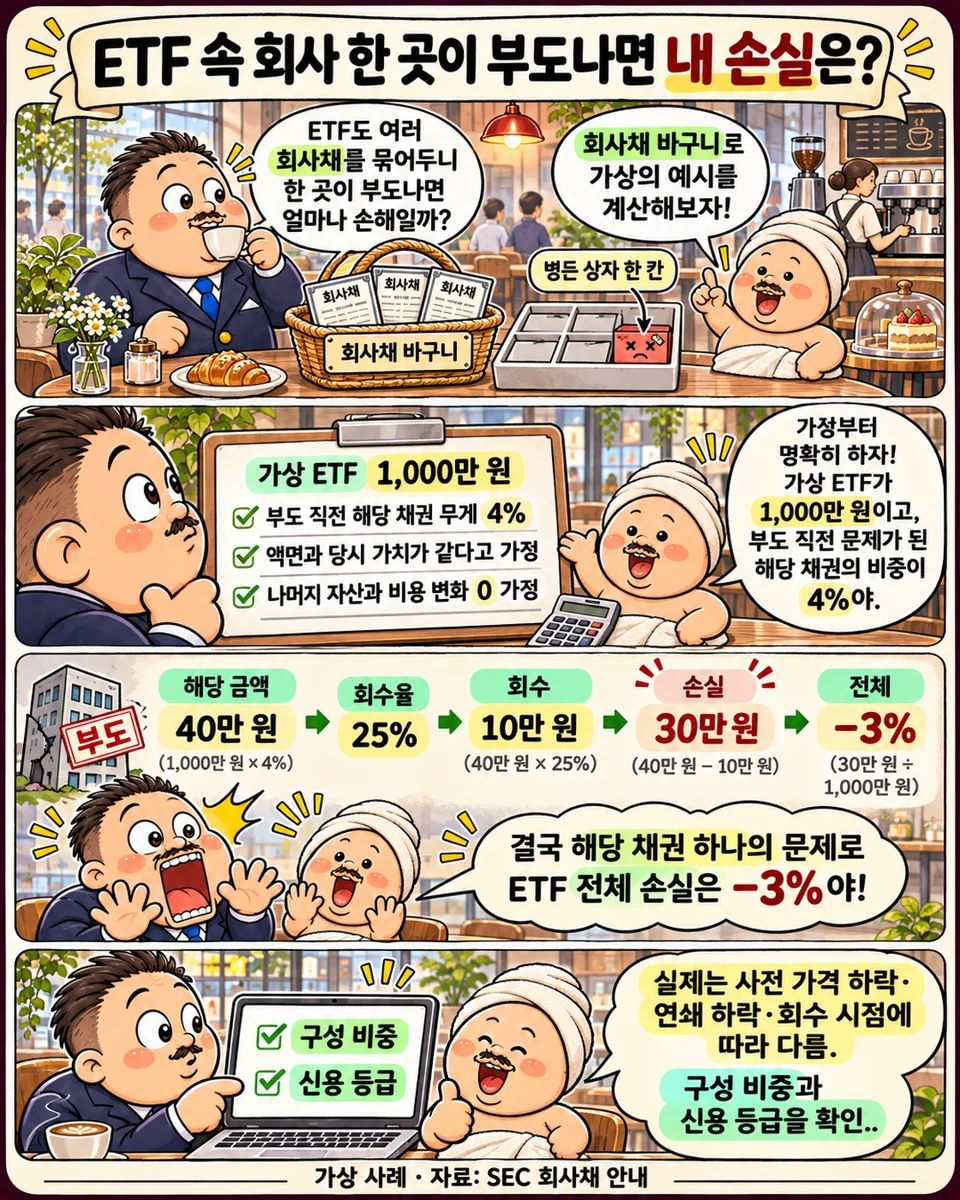 ETF 속 회사 한 곳이 부도나면 내 손실은?
ETF도 여러
회사채를 묶어두니
한 곳이 부도나면
얼마나 손해일까?
회사채 바구니로
가상의 예시를
계산해보자!
병든 상자 한 칸
회사채
회사채
회사채
회사채 바구니
가상 ETF 1,000만 원
부도 직전 해당 채권 무게 4%
액면과 당시 가치가 같다고 가정
나머지 자산과 비용 변화 0 가정
가정부터
명확히 하자!
가상 ETF가
1,000만 원이고,
부도 직전 문제가 된
해당 채권의 비중이
4%야.
부도
해당 금액
40만 원
(1,000만 원 × 4%)
회수율
25%
회수
10만 원
(40만 원 × 25%)
손실
30만 원
(40만 원 – 10만 원)
전체
–3%
(30만 원 ÷
1,000만 원)
결국 해당 채권 하나의 문제로
ETF 전체 손실은 –3%야!
구성 비중
신용 등급
실제는 사전 가격 하락·
연쇄 하락·회수 시점에
따라 다름.
구성 비중과
신용 등급을 확인..
가상 사례 · 자료: SEC 회사채 안내